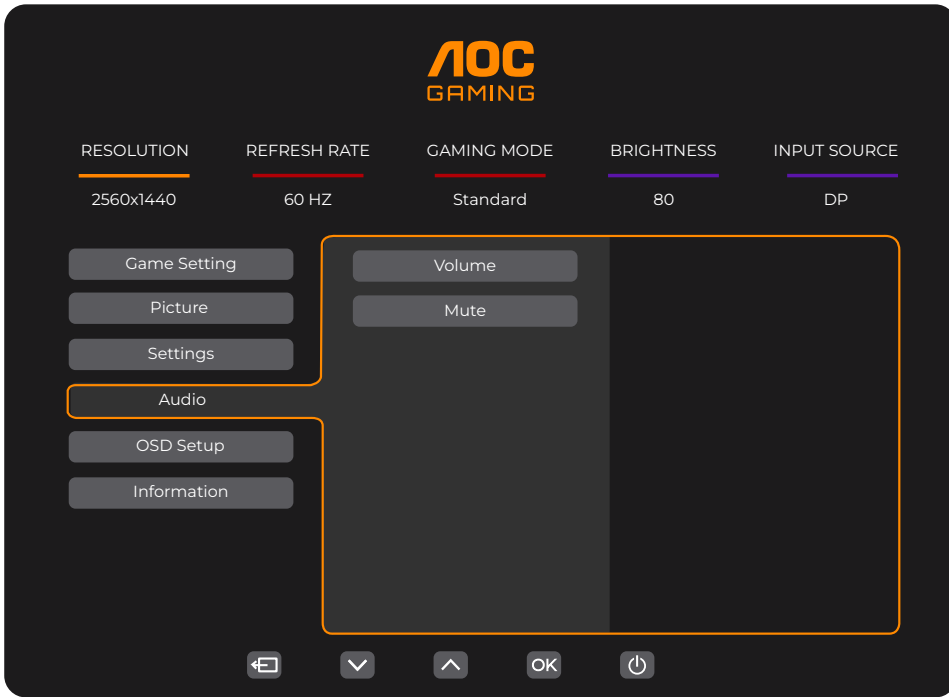 AOC
GAMING
RESOLUTION REFRESH RATE GAMING MODE BRIGHTNESS INPUT SOURCE
2560x1440 60 HZ Standard 80 DP
Game Setting
Volume
Picture
Mute
Settings
Audio
OSD Setup
Information
OK